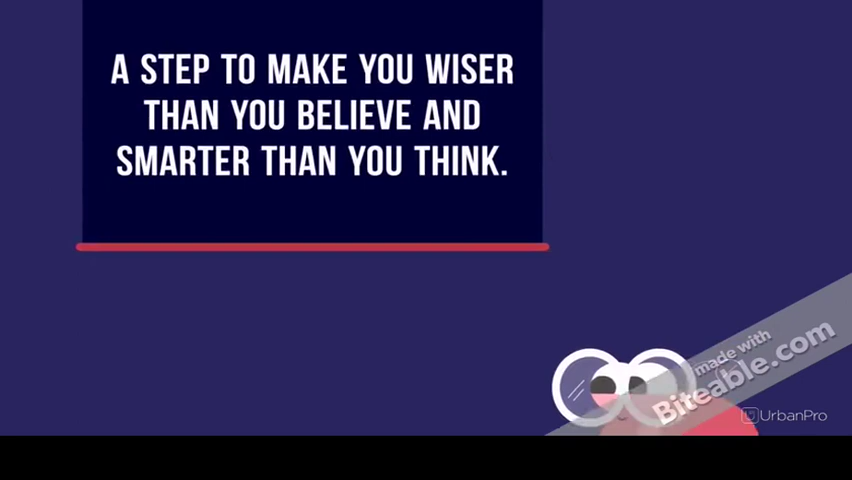 A STEP TO MAKE YOU WISER
THAN YOU BELIEVE AND
SMARTER THAN YOU THINK.
made with
Biteable.com
UrbanPro